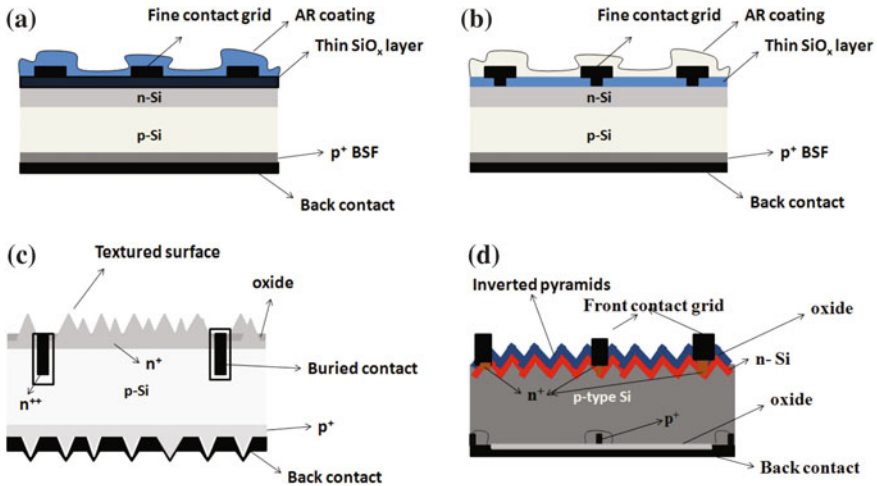 (a)
Fine contact grid
AR coating
Thin SiOx layer
n-Si
p-Si
p+ BSF
Back contact
(b)
Fine contact grid
AR coating
Thin SiOx layer
n-Si
p-Si
p+ BSF
Back contact
(c)
Textured surface
oxide
n+
Buried contact
p-Si
n++
p+
Back contact
(d)
Inverted pyramids
Front contact grid
oxide
n- Si
n+
p-type Si
oxide
p+
Back contact